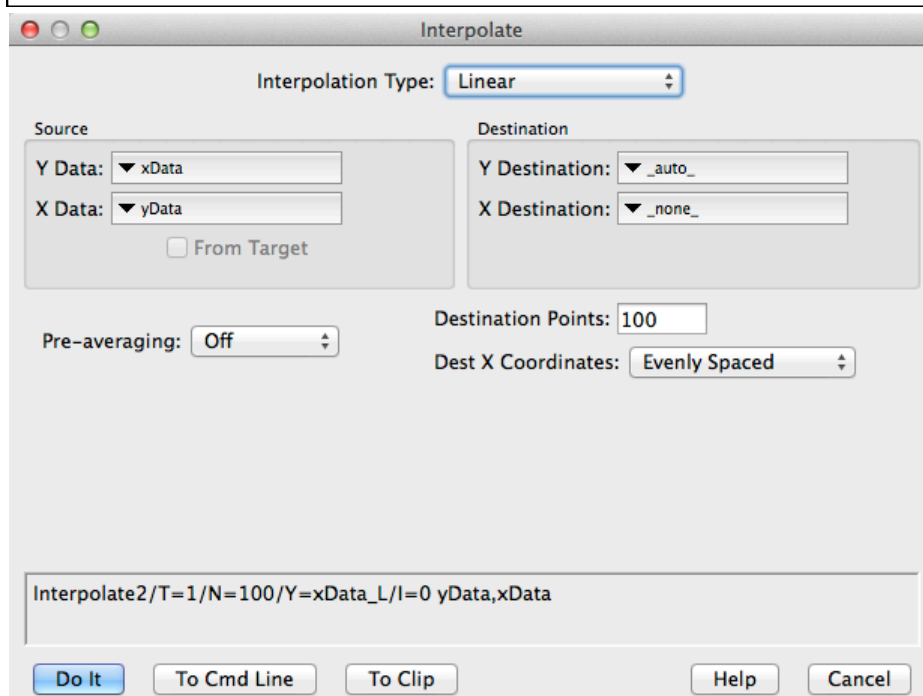 Interpolate
Interpolation Type: Linear
Source
Destination
Y Data: xData
Y Destination: _auto_
X Data: yData
X Destination: _none_
From Target
Destination Points: 100
Pre-averaging: Off
Dest X Coordinates: Evenly Spaced
Interpolate2/T=1/N=100/Y=xData_L/I=0 yData,xData
Do It To Cmd Line To Clip Help Cancel